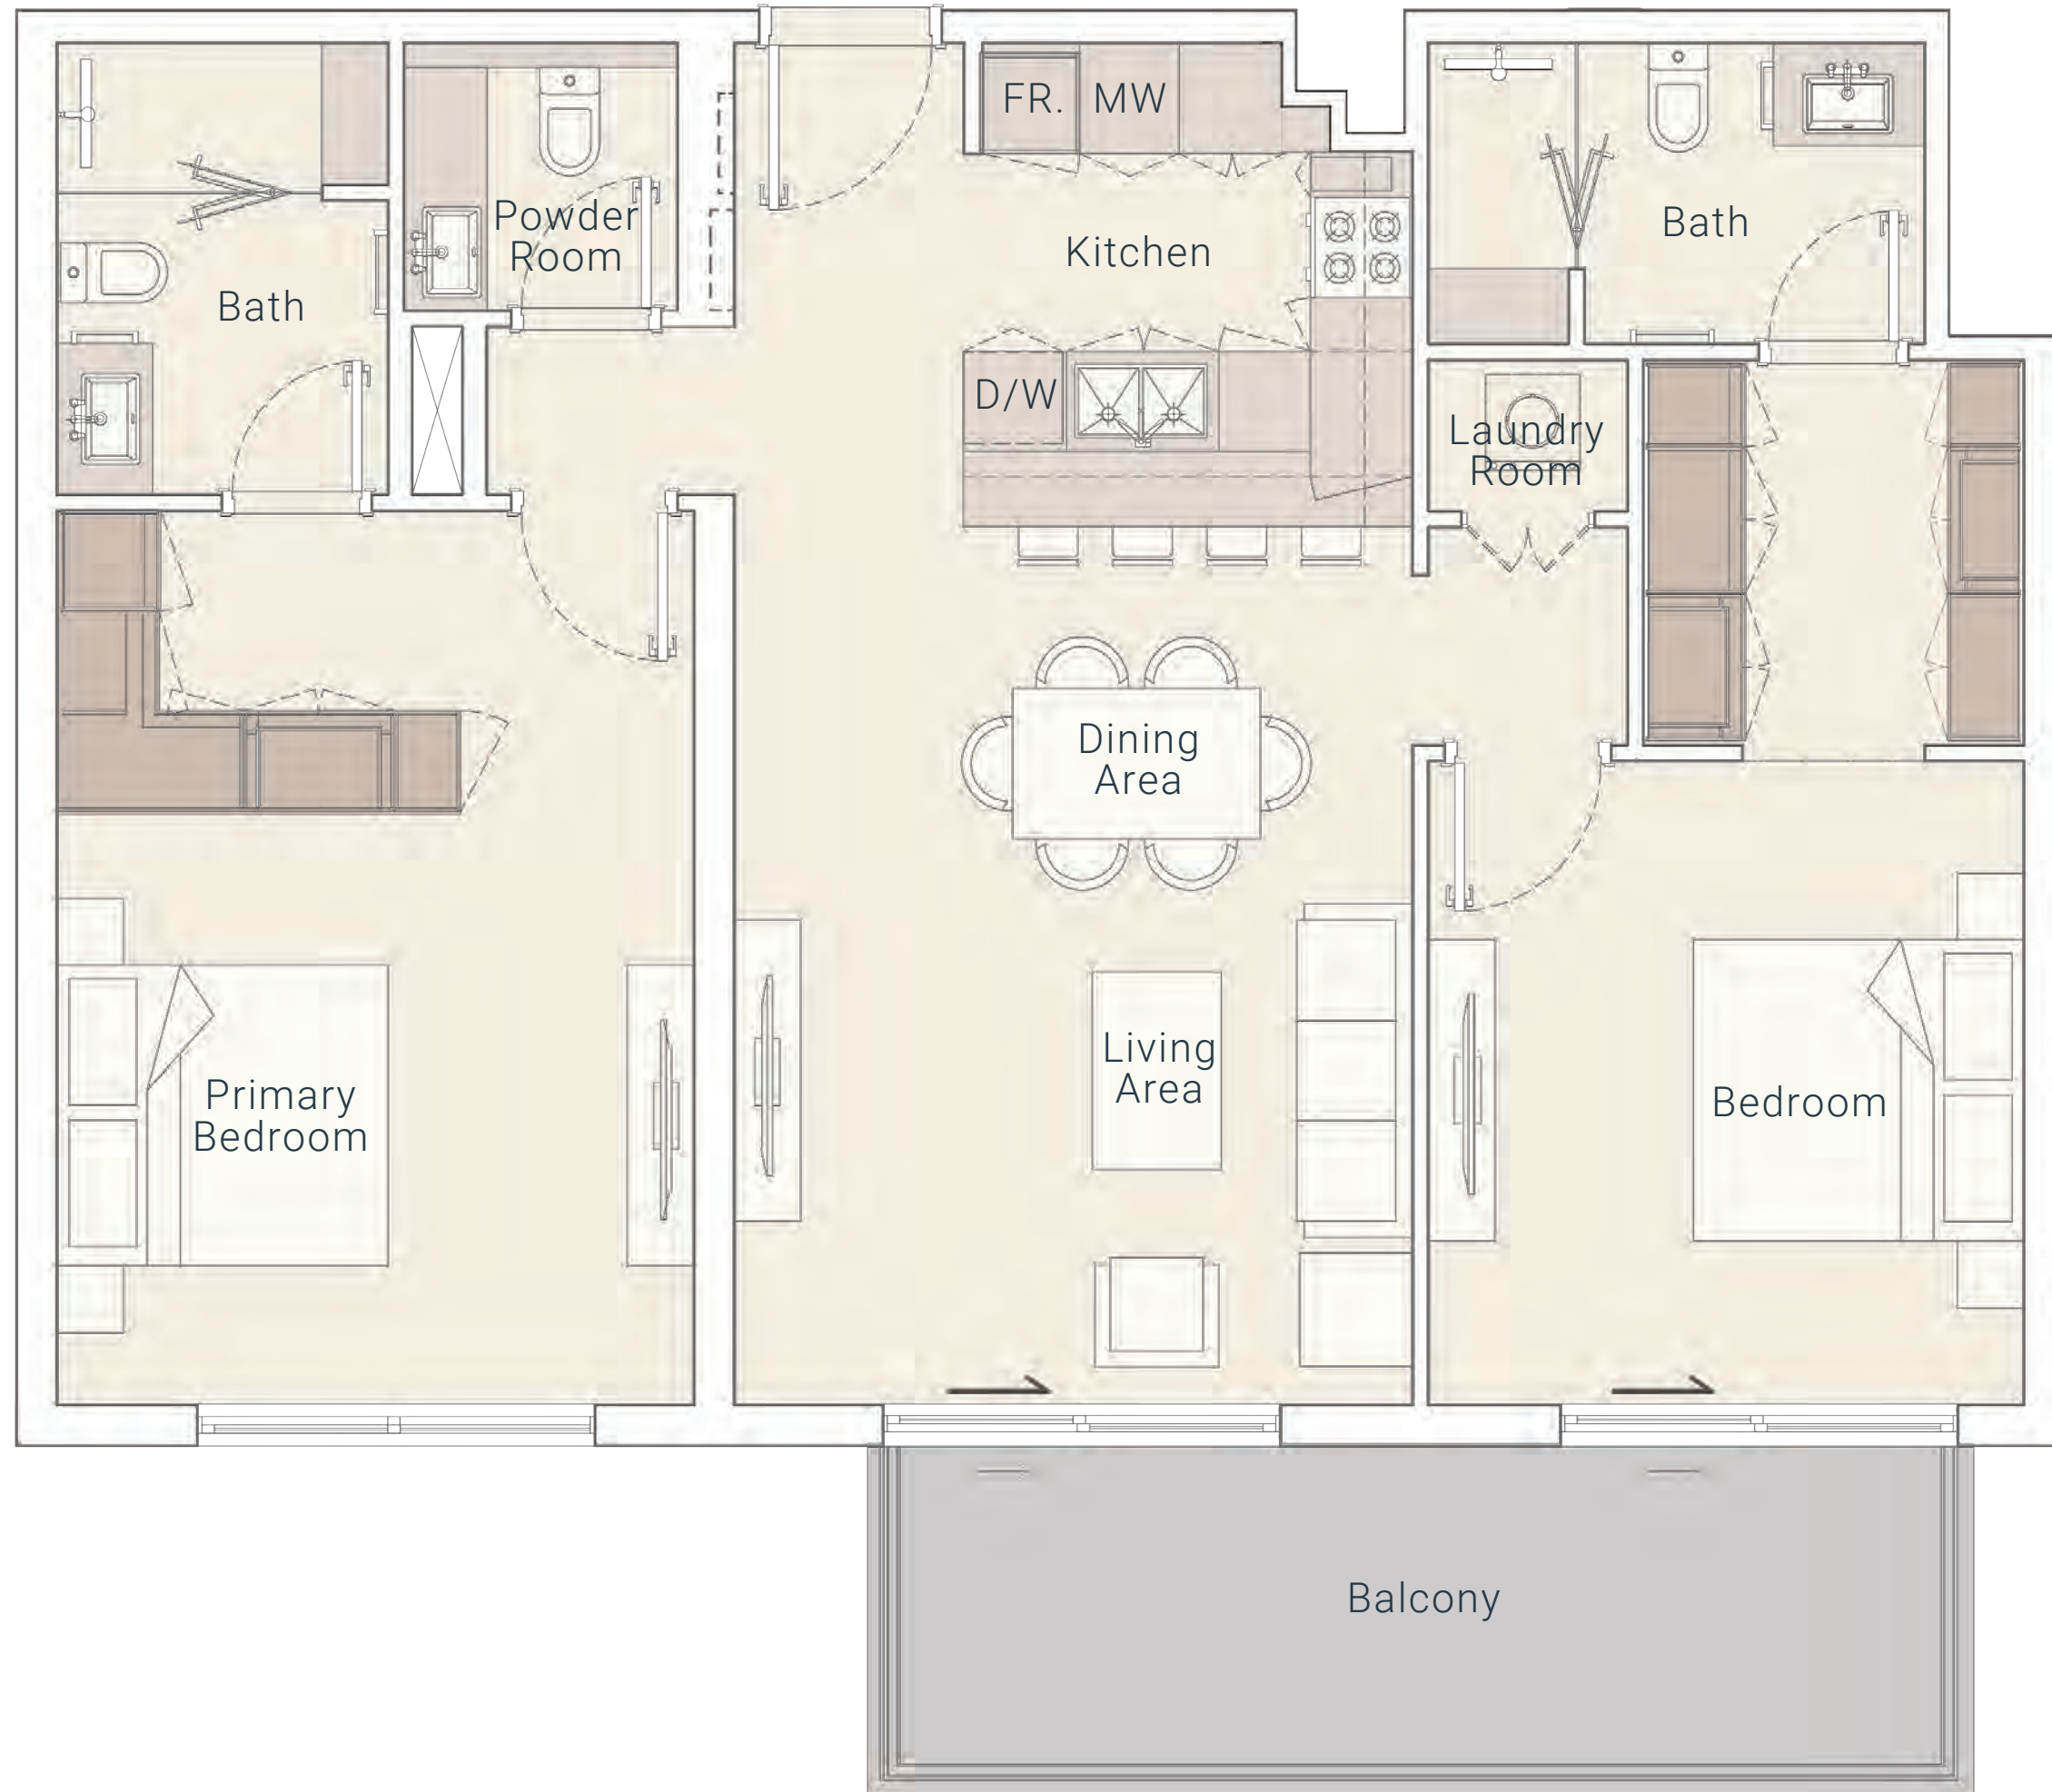 FR.
MW
Powder
Room
Kitchen
Bath
Bath
D/W
Laundry
Room
Dining
Area
Living
Area
Primary
Bedroom
Bedroom
Balcony